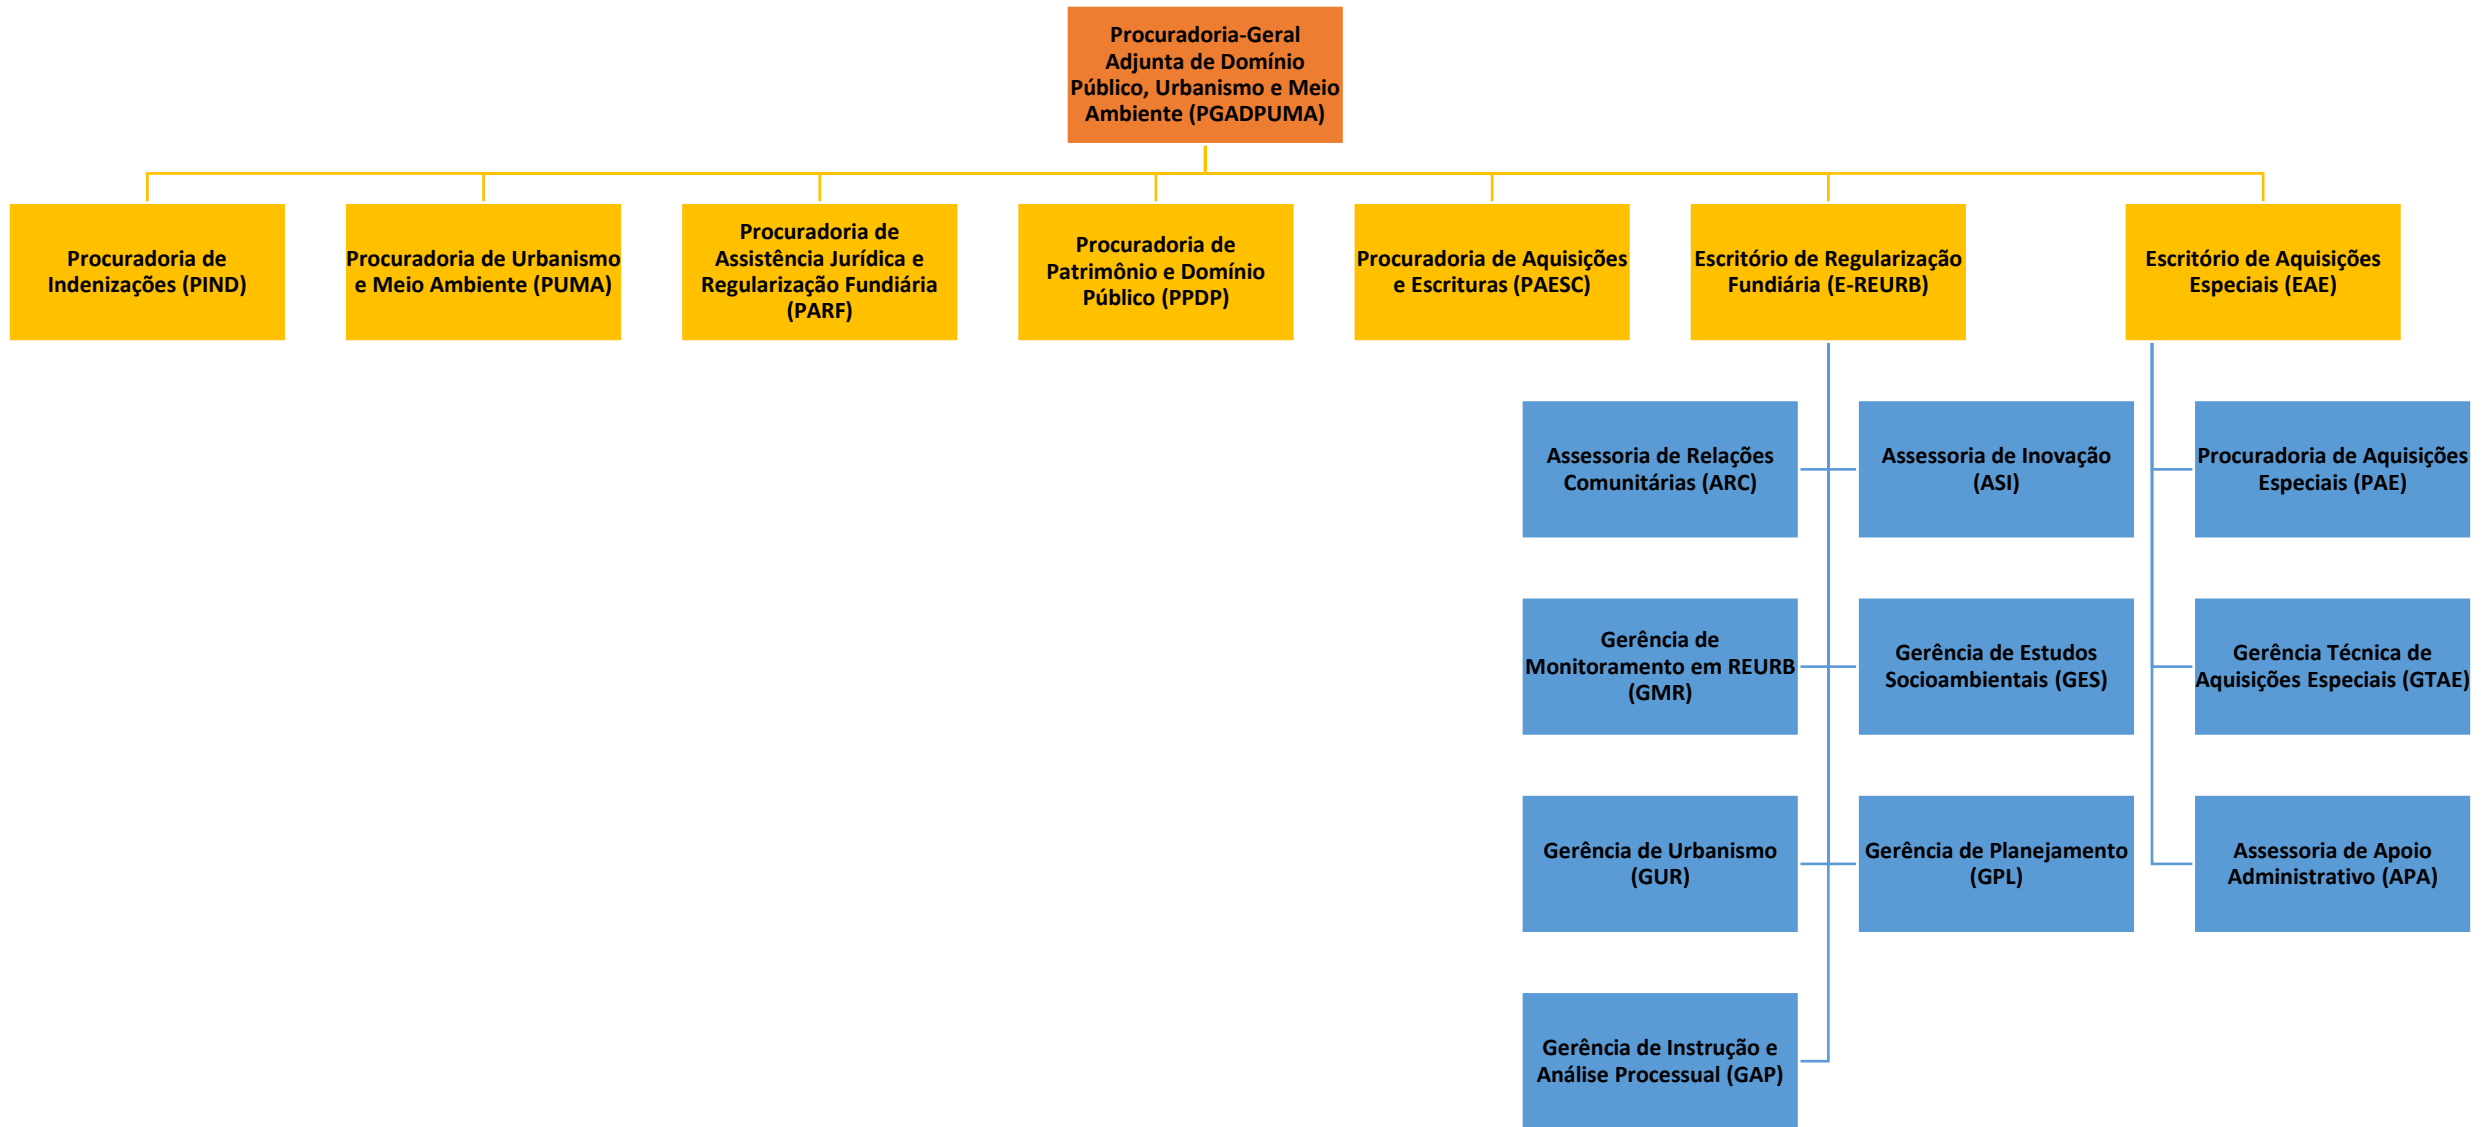 Procuradoria-Geral
Adjunta de Domínio
Público, Urbanismo e Meio
Ambiente (PGADPUMA)
Procuradoria de
Indenizações (PIND)
Procuradoria de Urbanismo
e Meio Ambiente (PUMA)
Procuradoria de
Assistência Jurídica e
Regularização Fundiária
(PARF)
Procuradoria de
Patrimônio e Domínio
Público (PPDP)
Procuradoria de Aquisições
e Escrituras (PAESC)
Escritório de Regularização
Fundiária (E-REURB)
Escritório de Aquisições
Especiais (EAE)
Assessoria de Relações
Comunitárias (ARC)
Assessoria de Inovação
(ASI)
Procuradoria de Aquisições
Especiais (PAE)
Gerência de
Monitoramento em REURB
(GMR)
Gerência de Estudos
Socioambientais (GES)
Gerência Técnica de
Aquisições Especiais (GTAE)
Gerência de Urbanismo
(GUR)
Gerência de Planejamento
(GPL)
Assessoria de Apoio
Administrativo (APA)
Gerência de Instrução e
Análise Processual (GAP)